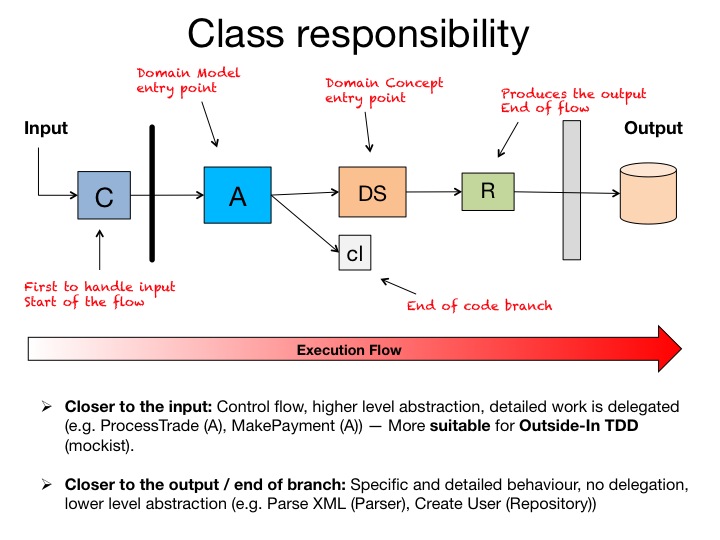 Class responsibility
Domain Model
entry point
Domain Concept
entry point
Produces the output
End of flow
Input
Output
C
A
DS
R
cl
First to handle input
Start of the flow
End of code branch
Execution Flow
➢ Closer to the input: Control flow, higher level abstraction, detailed work is delegated
(e.g. ProcessTrade (A), MakePayment (A)) — More suitable for Outside-In TDD
(mockist).
➢ Closer to the output / end of branch: Specific and detailed behaviour, no delegation,
lower level abstraction (e.g. Parse XML (Parser), Create User (Repository))